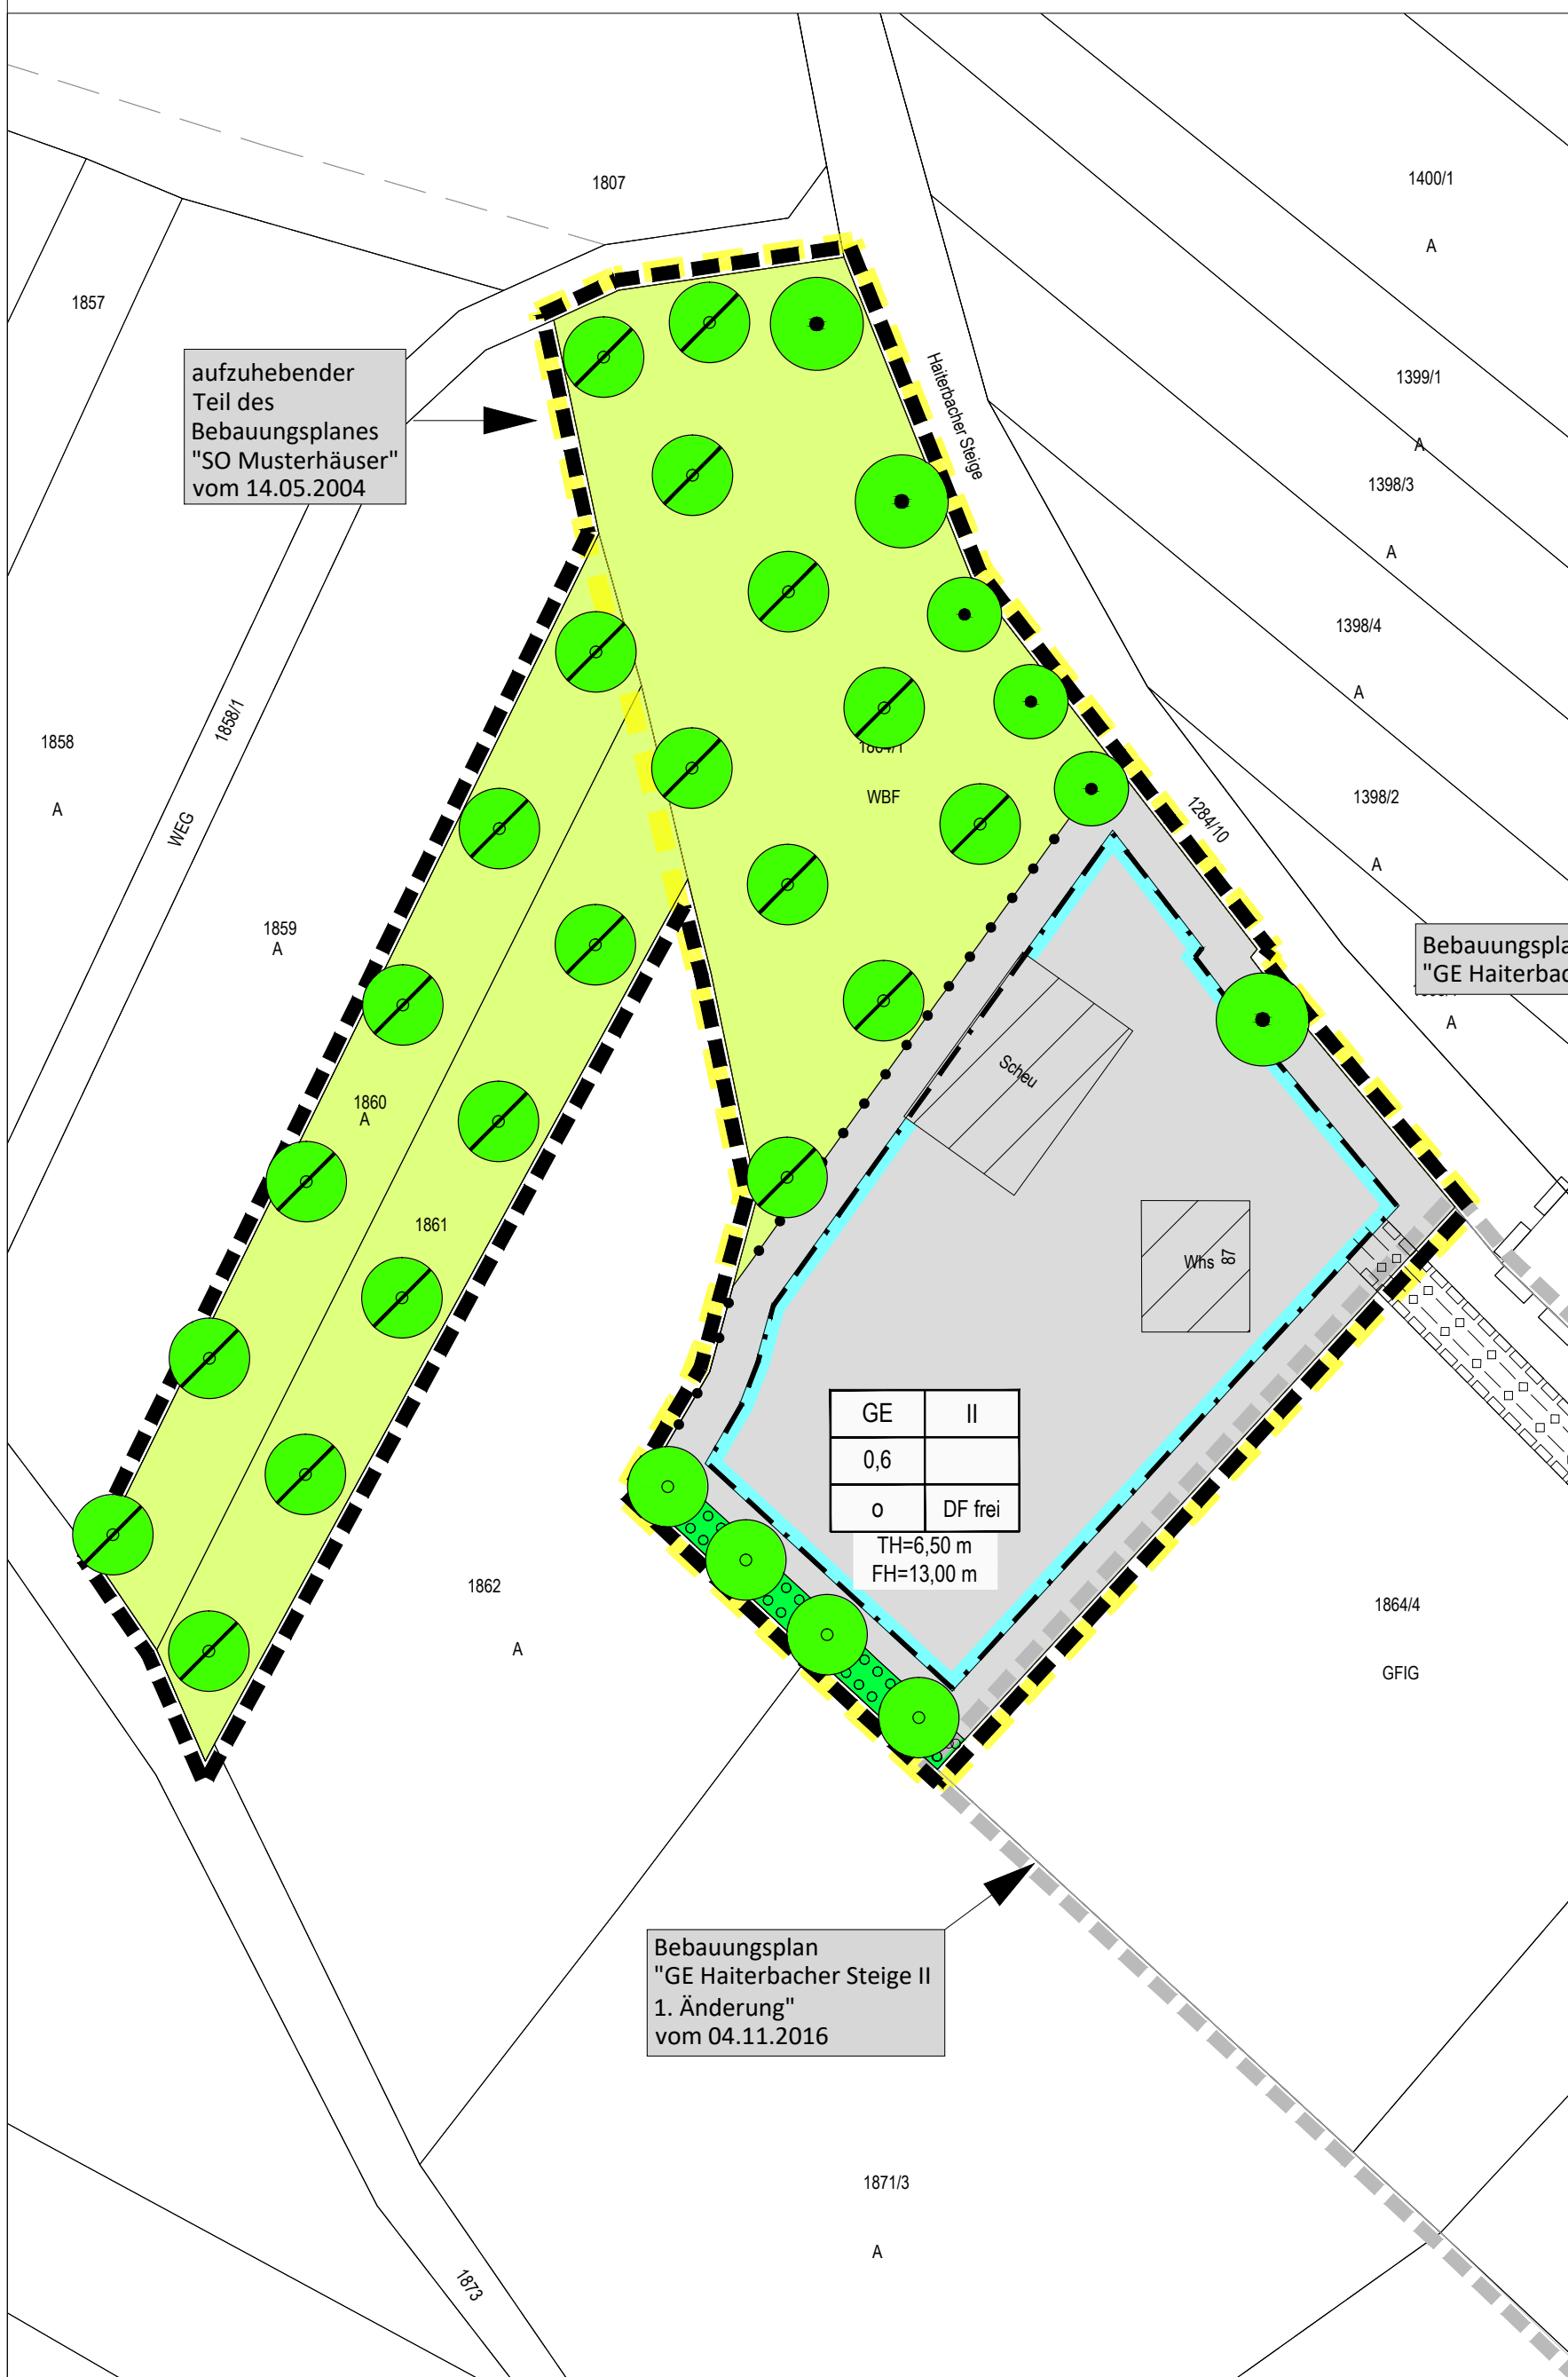 1807
1400/1
A
1857
aufzuhebender
Teil des
Bebauungsplanes
"SO Musterhäuser"
vom 14.05.2004
Haiterbacher Steige
1399/1
A
1398/3
A
1398/4
A
1858
A
1858/1
WEG
WBF
1284/10
1398/2
A
1859
A
Bebauungspla
"GE Haiterbac
A
Scheu
1860
A
1861
Whs
87
GE II
0,6
o DF frei
TH=6,50 m
FH=13,00 m
1862
A
1864/4
GFIG
Bebauungsplan
"GE Haiterbacher Steige II
1. Änderung"
vom 04.11.2016
1871/3
A
1873